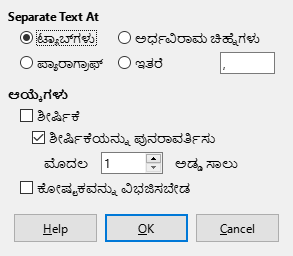 Separate Text At
ಟ್ಯಾಬ್‌ಗಳು ಅರ್ಧವಿರಾಮ ಚಿಹ್ನೆಗಳು
ಪ್ಯಾರಾಗ್ರಾಫ್ ಇತರೆ ,
ಆಯ್ಕೆಗಳು
ಶೀರ್ಷಿಕೆ
ಶೀರ್ಷಿಕೆಯನ್ನು ಪುನರಾವರ್ತಿಸು
ಮೊದಲ 1 ಅಡ್ಡ ಸಾಲು
ಕೋಷ್ಟಕವನ್ನು ವಿಭಜಿಸಬೇಡ
Help OK Cancel